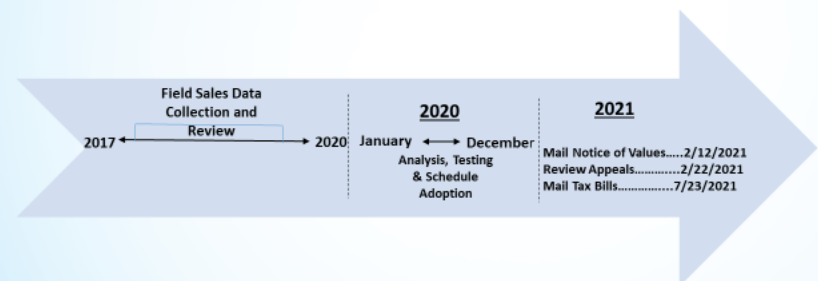 Field Sales Data
Collection and
Review
2017
2020
2020
January
December
Analysis, Testing
& Schedule
Adoption
2021
Mail Notice of Values.....2/12/2021
Review Appeals............2/22/2021
Mail Tax Bills...............7/23/2021